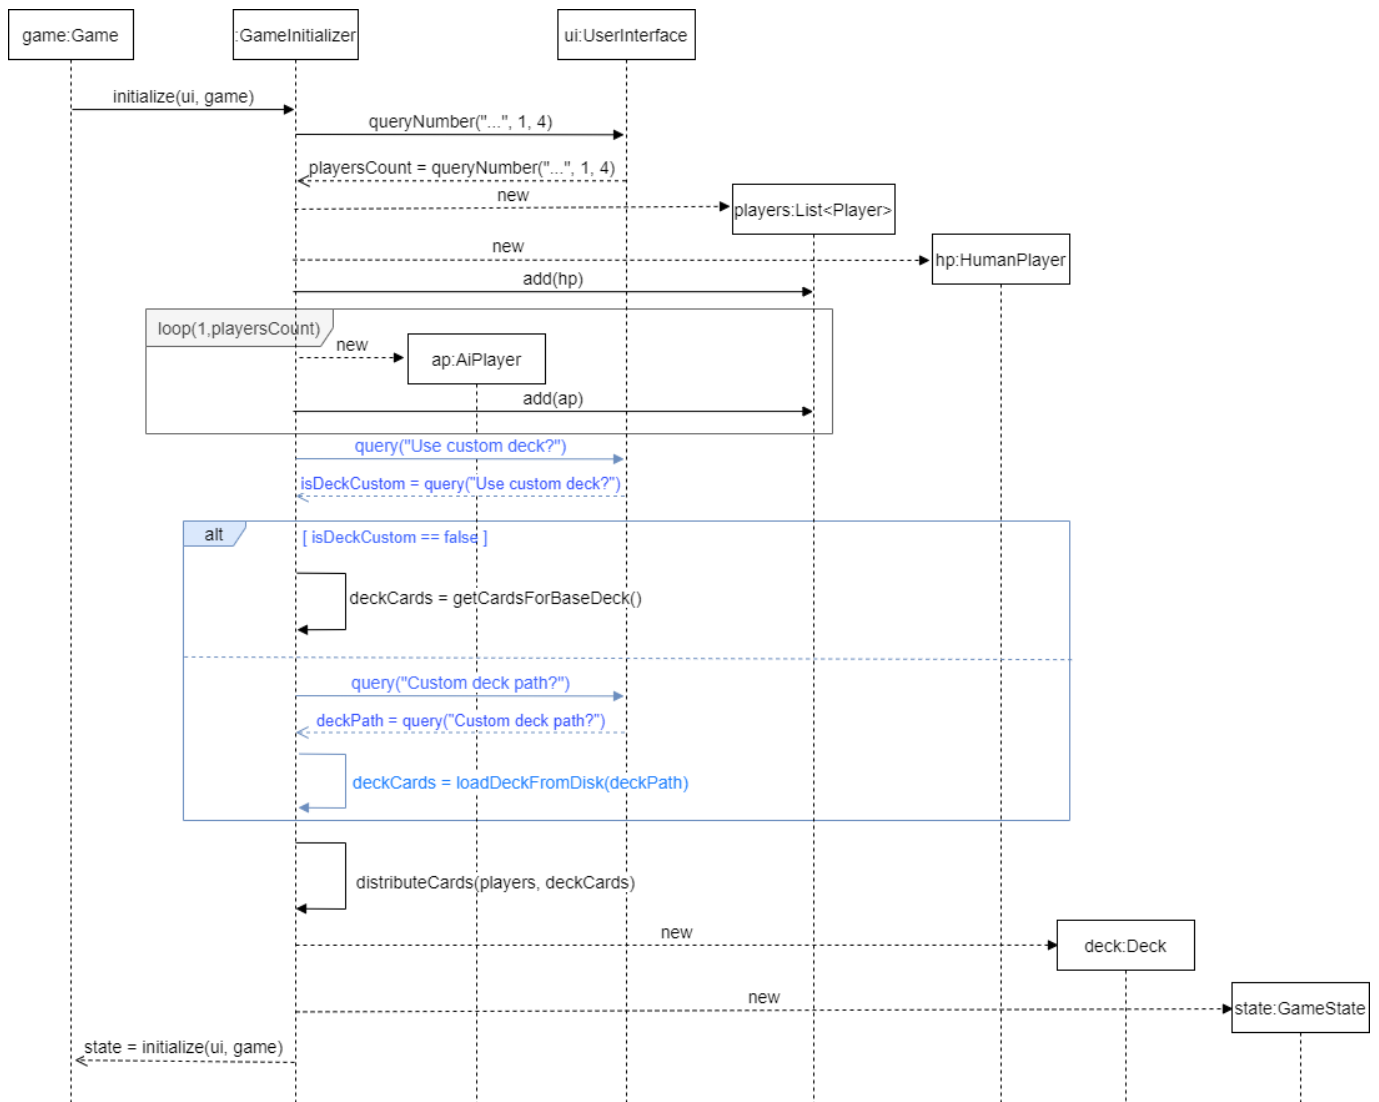 game:Game
:GameInitializer
ui:UserInterface
initialize(ui, game)
queryNumber("...", 1, 4)
playersCount = queryNumber("...", 1, 4)
new
players:List<Player>
new
hp:HumanPlayer
add(hp)
loop(1,playersCount)
new
ap:AiPlayer
add(ap)
query("Use custom deck?")
isDeckCustom = query("Use custom deck?")
alt
[ isDeckCustom == false ]
deckCards = getCardsForBaseDeck()
query("Custom deck path?")
deckPath = query("Custom deck path?")
deckCards = loadDeckFromDisk(deckPath)
distributeCards(players, deckCards)
new
deck:Deck
new
state:GameState
state = initialize(ui, game)